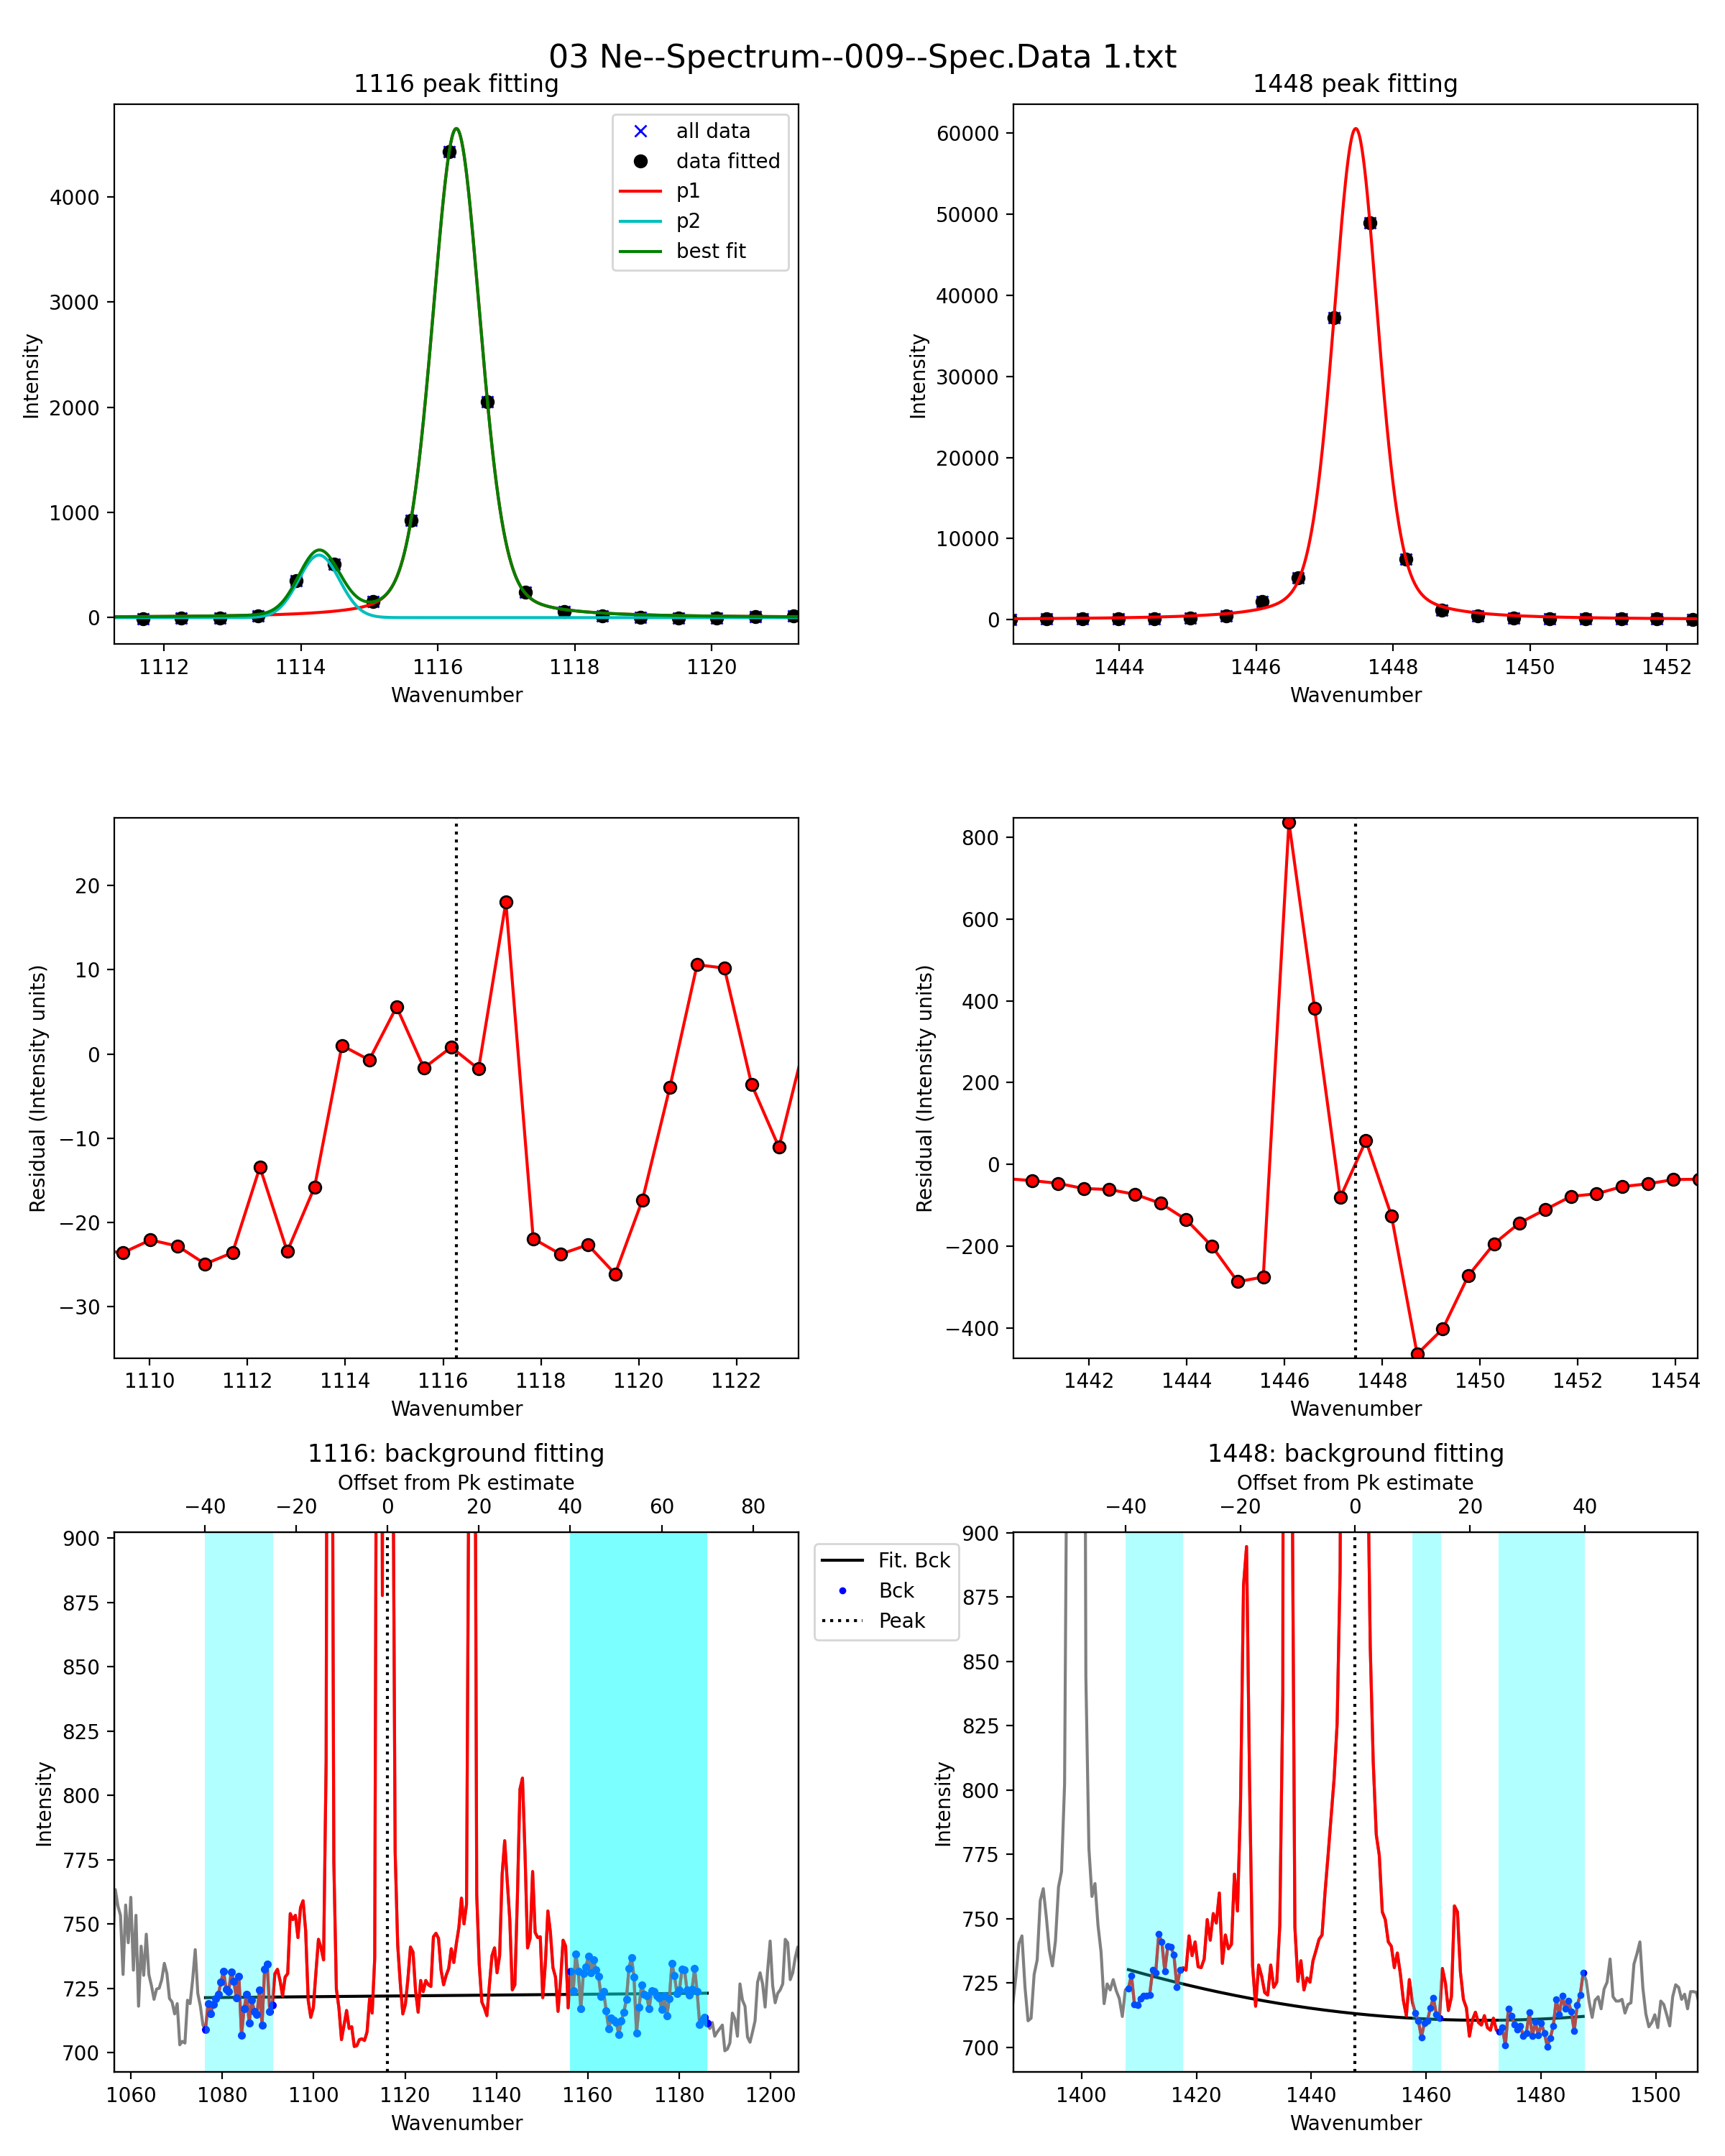 03 Ne--Spectrum--009--Spec.Data 1.txt
1116 peak fitting
all data
data fitted
p1
p2
best fit
4000
3000
2000
1000
0
Intensity
1112 1114 1116 1118 1120
Wavenumber
1448 peak fitting
60000
50000
40000
30000
20000
10000
0
Intensity
1444 1446 1448 1450 1452
Wavenumber
20
10
0
−10
−20
−30
Residual (Intensity units)
1110 1112 1114 1116 1118 1120 1122
Wavenumber
800
600
400
200
0
−200
−400
Residual (Intensity units)
1442 1444 1446 1448 1450 1452 1454
Wavenumber
1116: background fitting
Offset from Pk estimate
−40 −20 0 20 40 60 80
900
875
850
825
800
775
750
725
700
Intensity
1060 1080 1100 1120 1140 1160 1180 1200
Wavenumber
Fit. Bck
Bck
Peak
1448: background fitting
Offset from Pk estimate
−40 −20 0 20 40
900
875
850
825
800
775
750
725
700
Intensity
1400 1420 1440 1460 1480 1500
Wavenumber